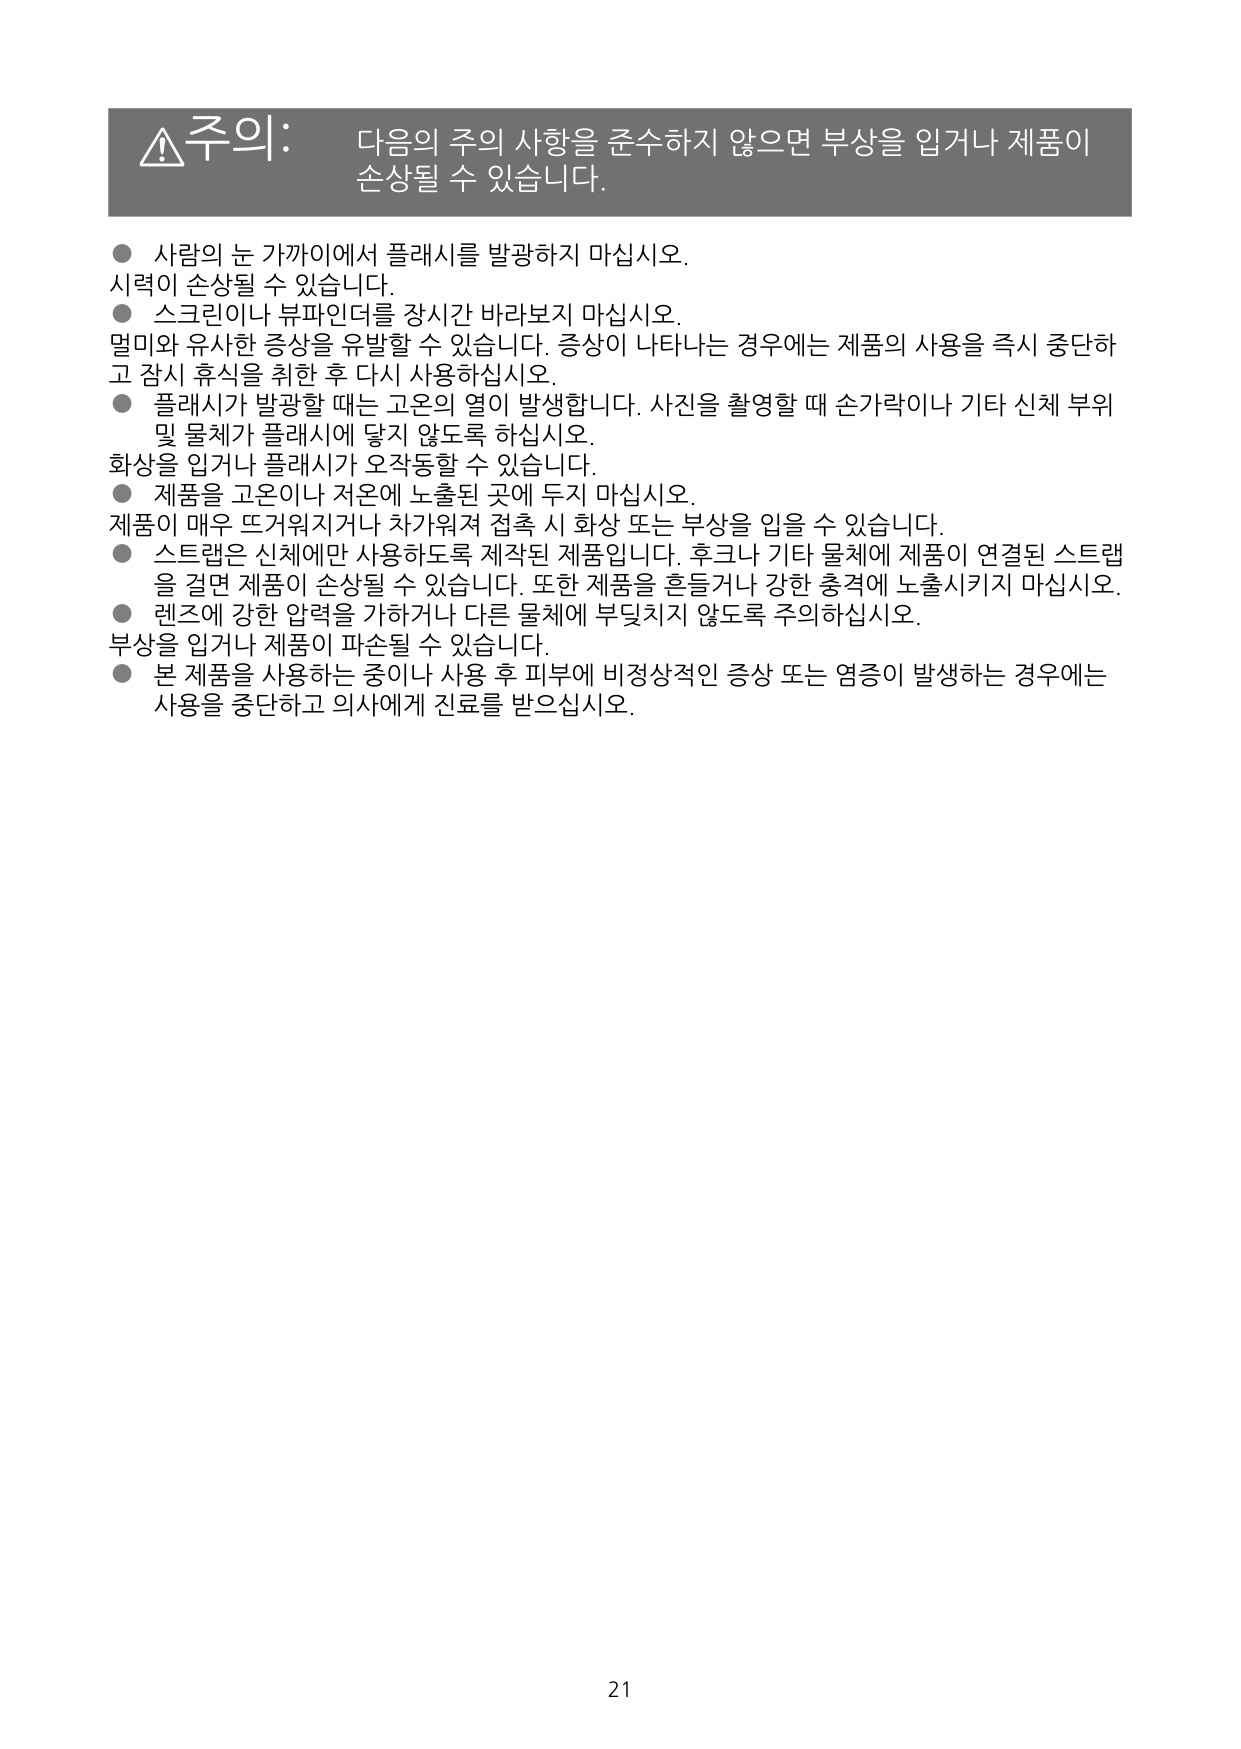 ⚠주의: 다음의 주의 사항을 준수하지 않으면 부상을 입거나 제품이
손상될 수 있습니다.
● 사람의 눈 가까이에서 플래시를 발광하지 마십시오.
시력이 손상될 수 있습니다.
● 스크린이나 뷰파인더를 장시간 바라보지 마십시오.
멀미와 유사한 증상을 유발할 수 있습니다. 증상이 나타나는 경우에는 제품의 사용을 즉시 중단하
고 잠시 휴식을 취한 후 다시 사용하십시오.
● 플래시가 발광할 때는 고온의 열이 발생합니다. 사진을 촬영할 때 손가락이나 기타 신체 부위
및 물체가 플래시에 닿지 않도록 하십시오.
화상을 입거나 플래시가 오작동할 수 있습니다.
● 제품을 고온이나 저온에 노출된 곳에 두지 마십시오.
제품이 매우 뜨거워지거나 차가워져 접촉 시 화상 또는 부상을 입을 수 있습니다.
● 스트랩은 신체에만 사용하도록 제작된 제품입니다. 후크나 기타 물체에 제품이 연결된 스트랩
을 걸면 제품이 손상될 수 있습니다. 또한 제품을 흔들거나 강한 충격에 노출시키지 마십시오.
● 렌즈에 강한 압력을 가하거나 다른 물체에 부딪치지 않도록 주의하십시오.
부상을 입거나 제품이 파손될 수 있습니다.
● 본 제품을 사용하는 중이나 사용 후 피부에 비정상적인 증상 또는 염증이 발생하는 경우에는
사용을 중단하고 의사에게 진료를 받으십시오.
21